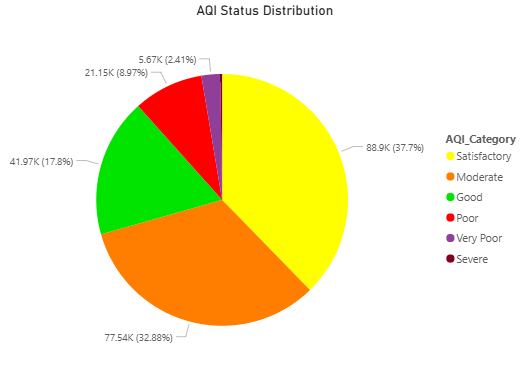 AQI Status Distribution
5.67K (2.41%)
21.15K (8.97%)
41.97K (17.8%)
88.9K (37.7%)
77.54K (32.88%)
AQI_Category
Satisfactory
Moderate
Good
Poor
Very Poor
Severe